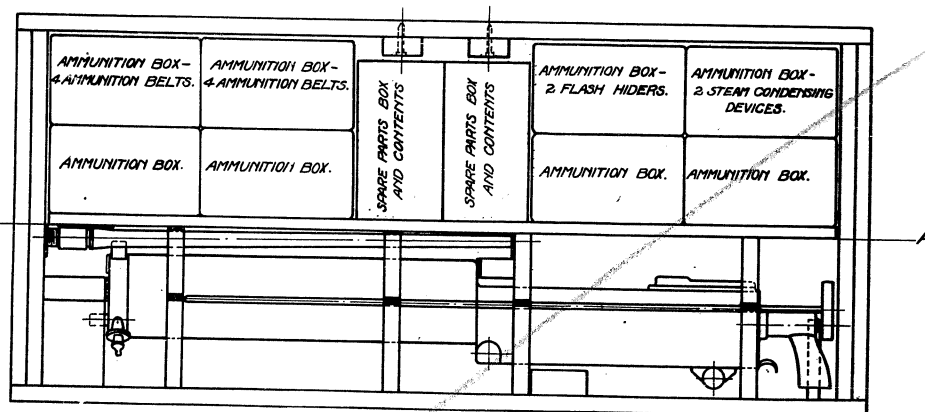 AMMUNITION BOX-
4 AMMUNITION BELTS.
AMMUNITION BOX-
4 AMMUNITION BELTS.
SPARE PARTS BOX
AND CONTENTS
SPARE PARTS BOX
AND CONTENTS
AMMUNITION BOX-
2 FLASH HIDERS.
AMMUNITION BOX-
2 STEAM CONDENSING
DEVICES.
AMMUNITION BOX.
AMMUNITION BOX.
AMMUNITION BOX.
AMMUNITION BOX.